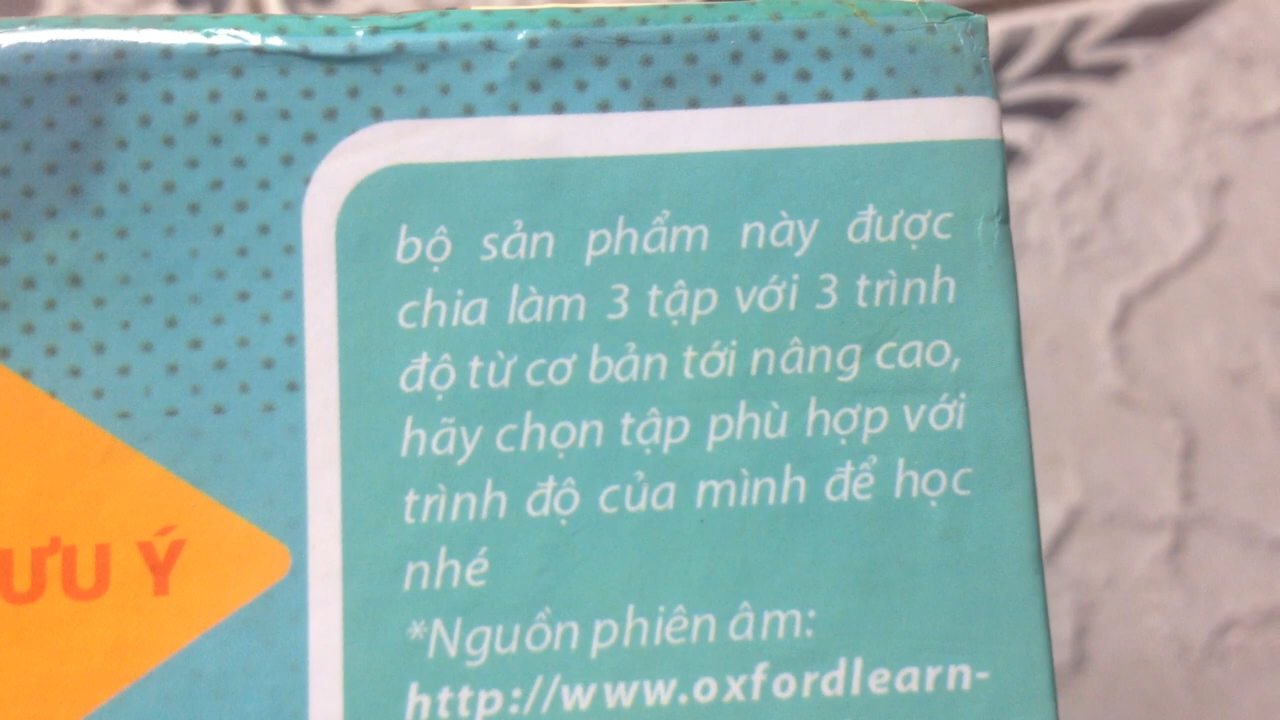 ƯU Ý
bộ sản phẩm này được
chia làm 3 tập với 3 trình
độ từ cơ bản tới nâng cao,
hãy chọn tập phù hợp với
trình độ của mình để học
nhé
*Nguồn phiên âm:
http://www.oxfordlearn-